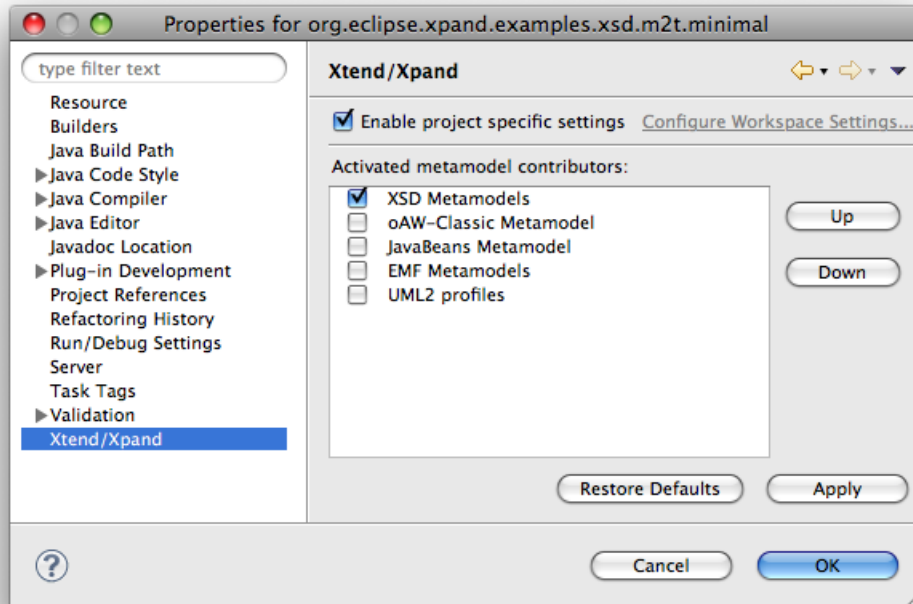 Properties for org.eclipse.xpand.examples.xsd.m2t.minimal
type filter text
Resource
Builders
Java Build Path
Java Code Style
Java Compiler
Java Editor
Javadoc Location
Plug-in Development
Project References
Refactoring History
Run/Debug Settings
Server
Task Tags
Validation
Xtend/Xpand
Xtend/Xpand
Enable project specific settings Configure Workspace Settings...
Activated metamodel contributors:
XSD Metamodels
oAW-Classic Metamodel
JavaBeans Metamodel
EMF Metamodels
UML2 profiles
Up
Down
Restore Defaults Apply
? Cancel OK